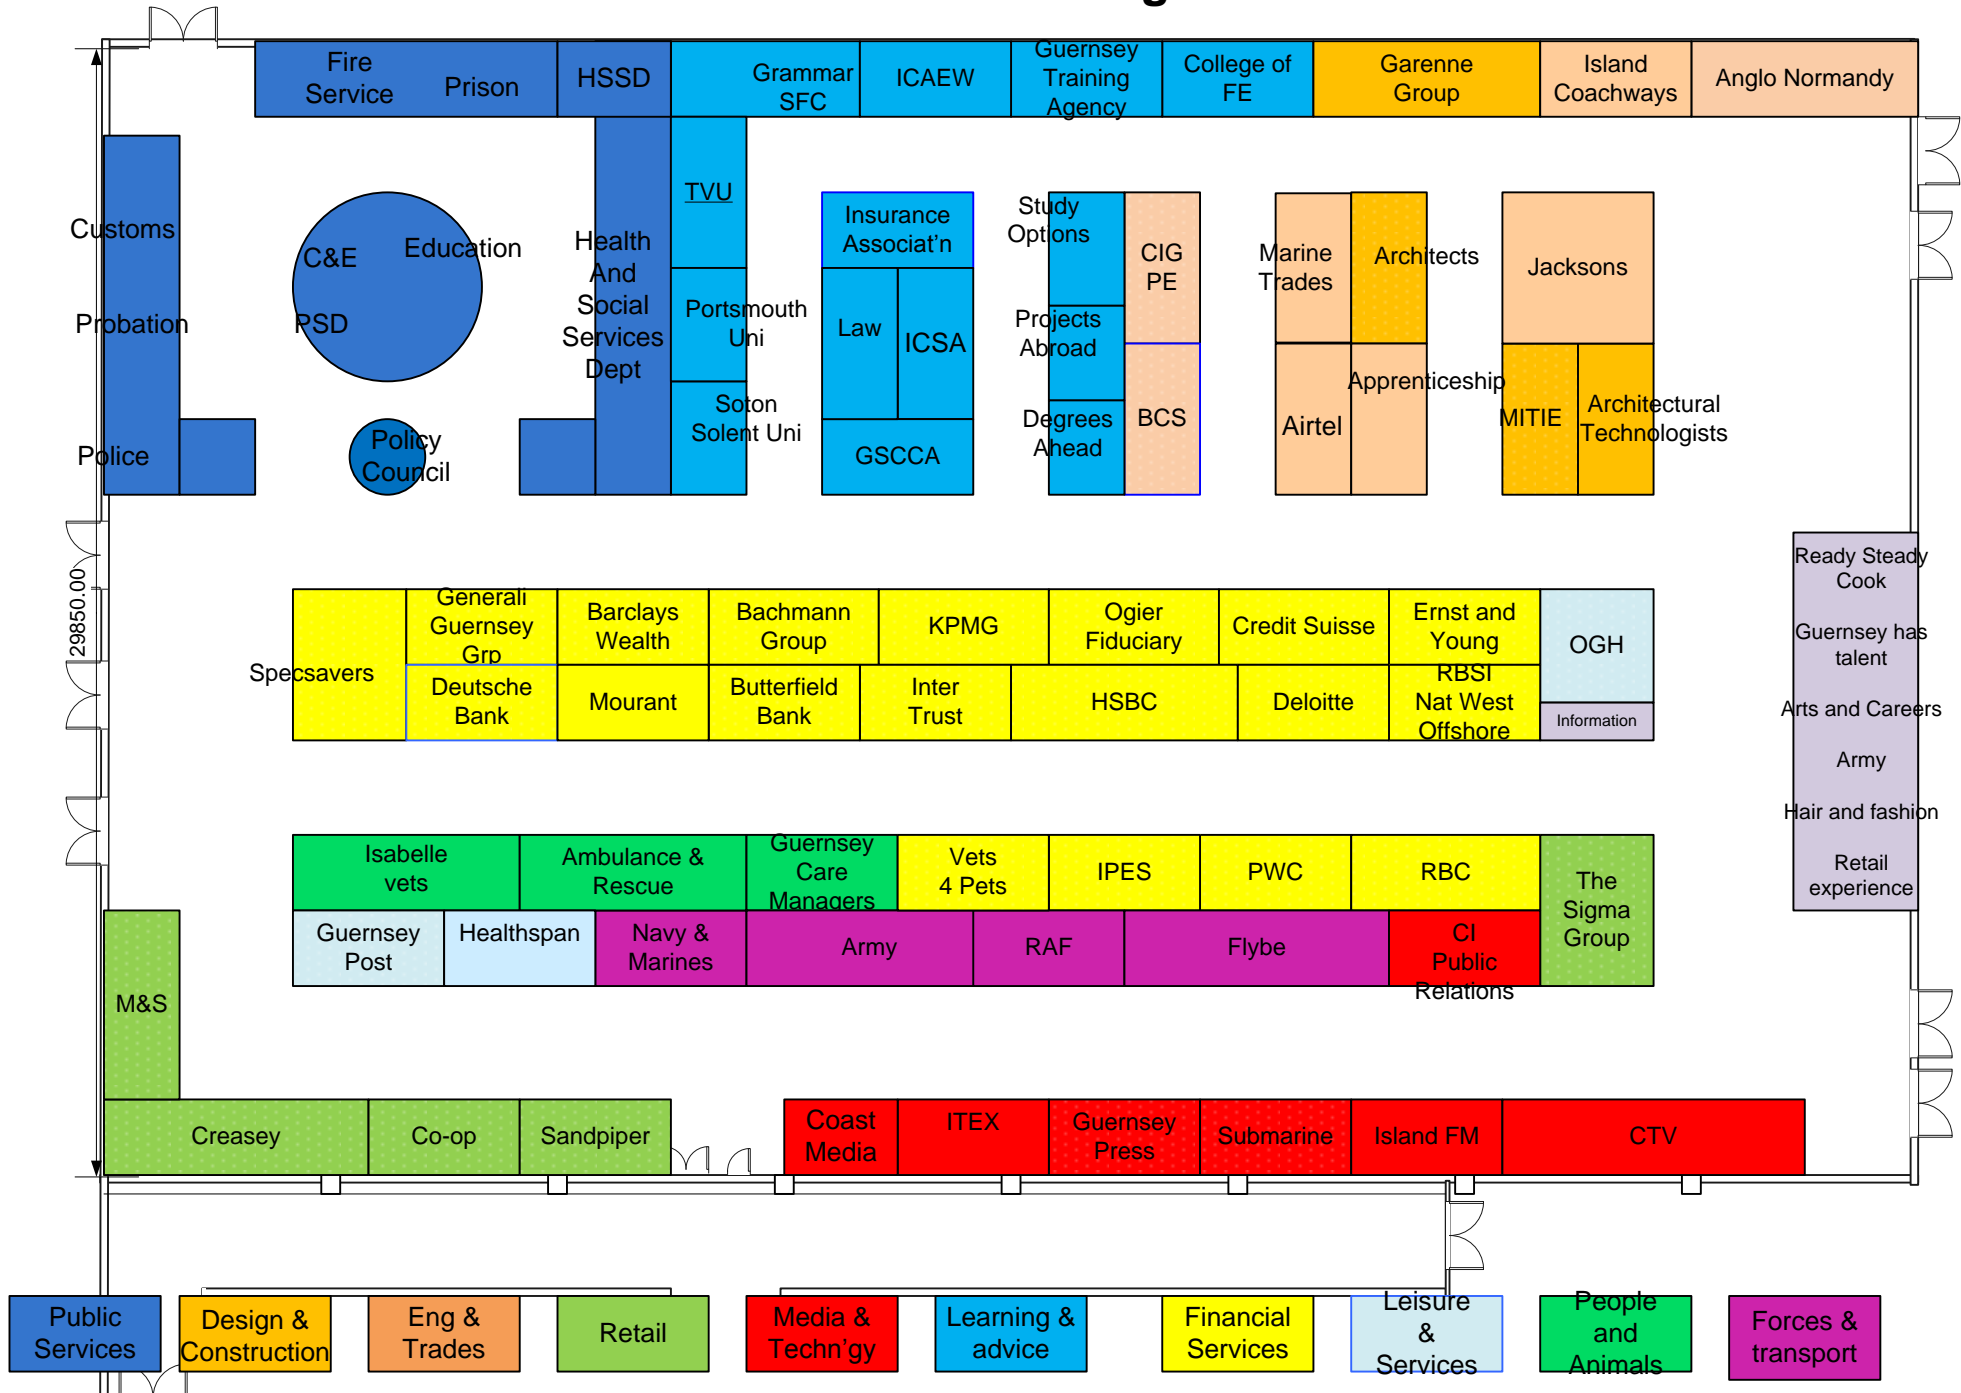 g
Fire
Service
Prison
HSSD
Grammar
SFC
ICAEW
Guernsey
Training
Agency
College of
FE
Garenne
Group
Island
Coachways
Anglo Normandy
Customs
Probation
Police
C&E
Education
PSD
Policy
Council
Health
And
Social
Services
Dept
TVU
Portsmouth
Uni
Soton
Solent Uni
Insurance
Associat'n
Law
ICSA
GSCCA
Study
Options
Projects
Abroad
Degrees
Ahead
CIG
PE
BCS
Marine
Trades
Architects
Airtel
Apprenticeship
Jacksons
MITIE
Architectural
Technologists
29850.00
Specsavers
Generali
Guernsey
Grp
Barclays
Wealth
Bachmann
Group
KPMG
Ogier
Fiduciary
Credit Suisse
Ernst and
Young
OGH
Deutsche
Bank
Mourant
Butterfield
Bank
Inter
Trust
HSBC
Deloitte
RBSI
Nat West
Offshore
Information
Ready Steady
Cook
Guernsey has
talent
Arts and Careers
Army
Hair and fashion
Retail
experience
Isabelle
vets
Ambulance &
Rescue
Guernsey
Care
Managers
Vets
4 Pets
IPES
PWC
RBC
The
Sigma
Group
Guernsey
Post
Healthspan
Navy &
Marines
Army
RAF
Flybe
CI
Public
Relations
M&S
Creasey
Co-op
Sandpiper
Coast
Media
ITEX
Guernsey
Press
Submarine
Island FM
CTV
Public
Services
Design &
Construction
Eng &
Trades
Retail
Media &
Techn'gy
Learning &
advice
Financial
Services
Leisure
&
Services
People
and
Animals
Forces &
transport